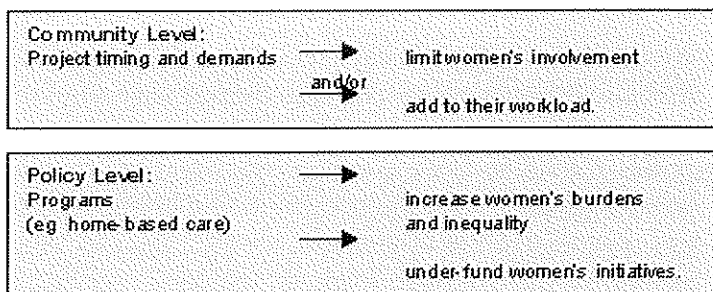 Community Level:
Project timing and demands limit women's involvement
and/or
add to their workload.
Policy Level:
Programs increase women's burdens
(eg home-based care) and inequality
under-fund women's initiatives.